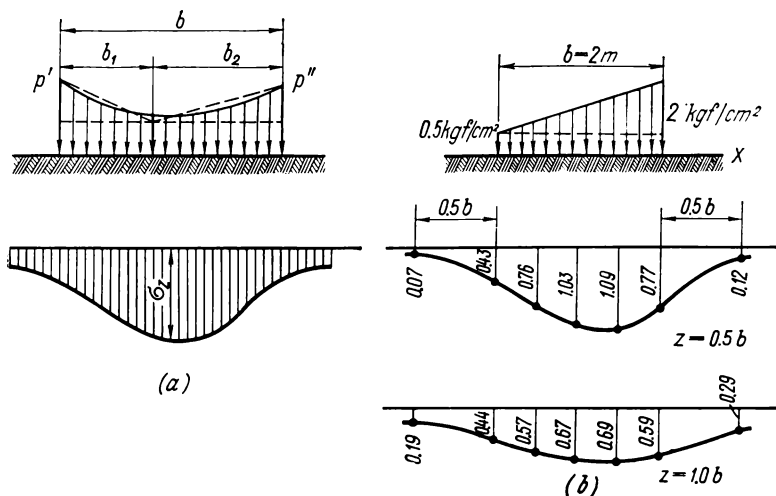 b
b₁ b₂
p' p"
σz
(a)
b=2m
0.5kgf/cm²
2 kgf/cm²
X
0.5b 0.5b
0.07 0.43 0.76 1.03 1.09 0.77 0.12
z=0.5b
0.19 0.44 0.57 0.67 0.69 0.59 0.29
z=1.0b
(b)